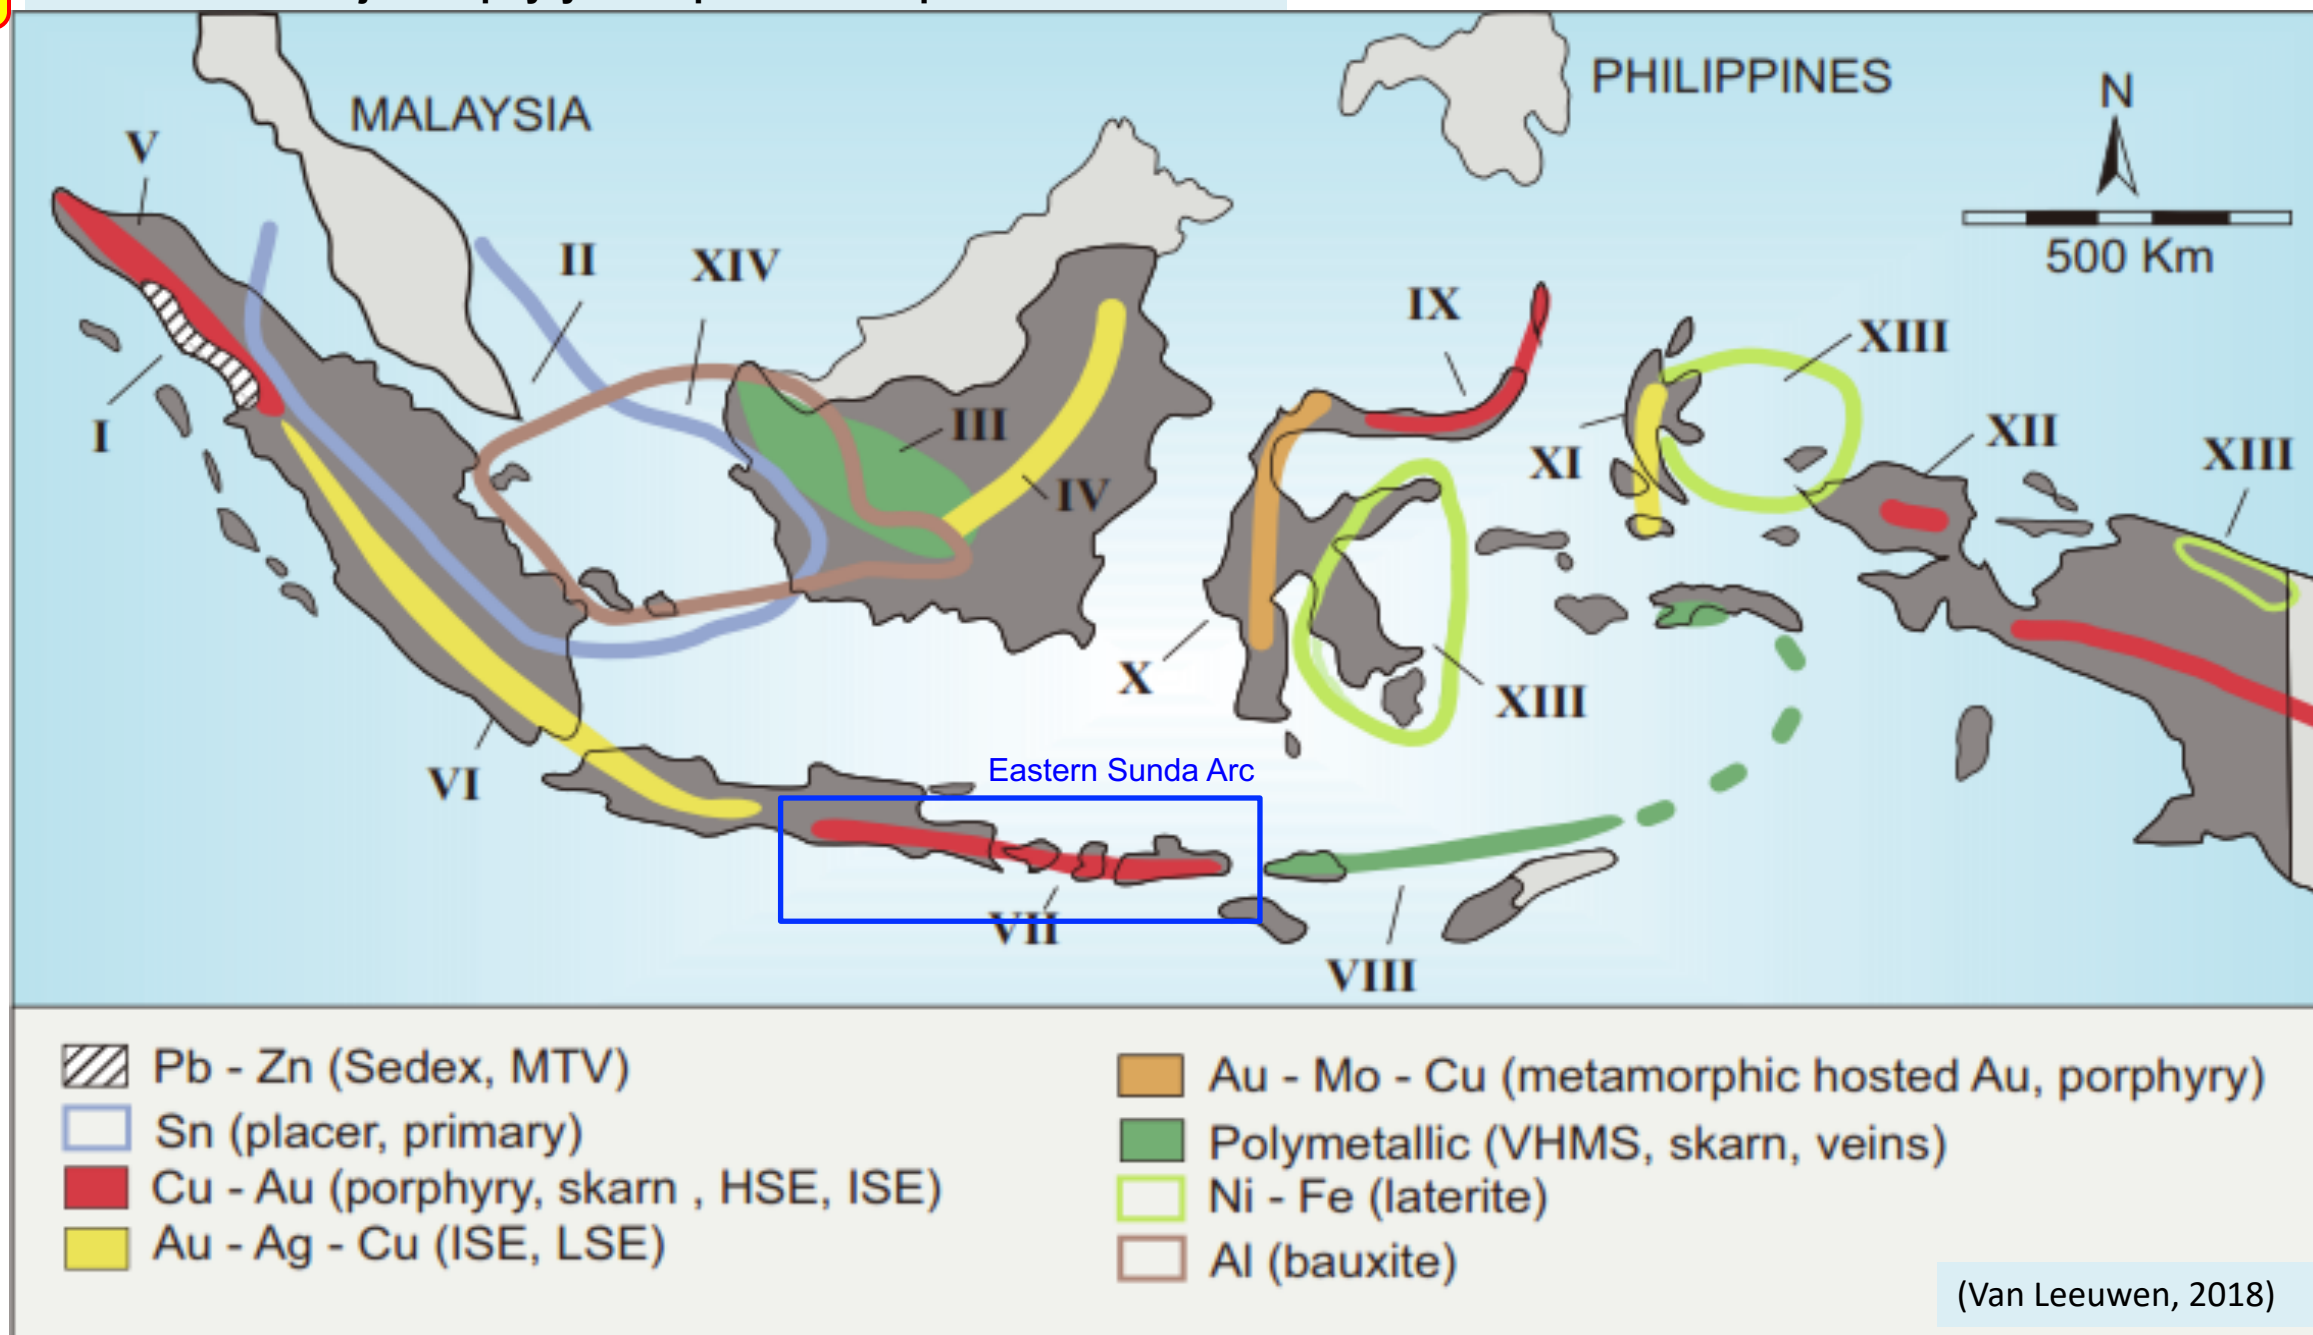 MALAYSIA
PHILIPPINES
N
500 Km
V
II
XIV
IX
XIII
I
III
IV
XI
XII
XIII
X
XIII
VI
Eastern Sunda Arc
VII
VIII
Pb - Zn (Sedex, MTV)
Sn (placer, primary)
Cu - Au (porphyry, skarn , HSE, ISE)
Au - Ag - Cu (ISE, LSE)
Au - Mo - Cu (metamorphic hosted Au, porphyry)
Polymetallic (VHMS, skarn, veins)
Ni - Fe (laterite)
Al (bauxite)
(Van Leeuwen, 2018)